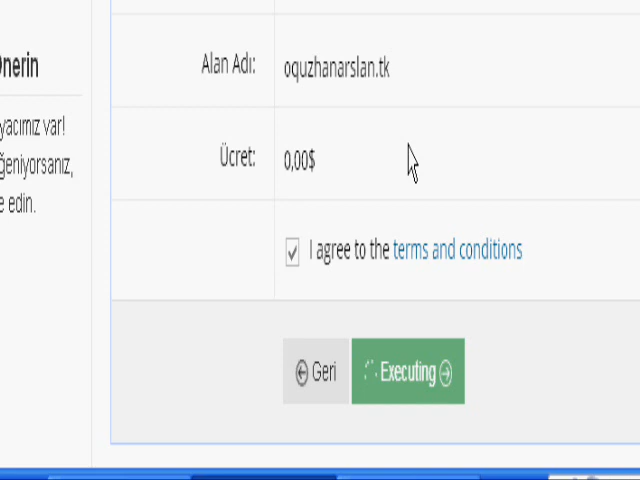 Önerin
yacımız var!
ğeniyorsanız,
e edin.
Alan Adı: oquzhanarslan.tk
Ücret: 0,00$
I agree to the terms and conditions
Geri Executing